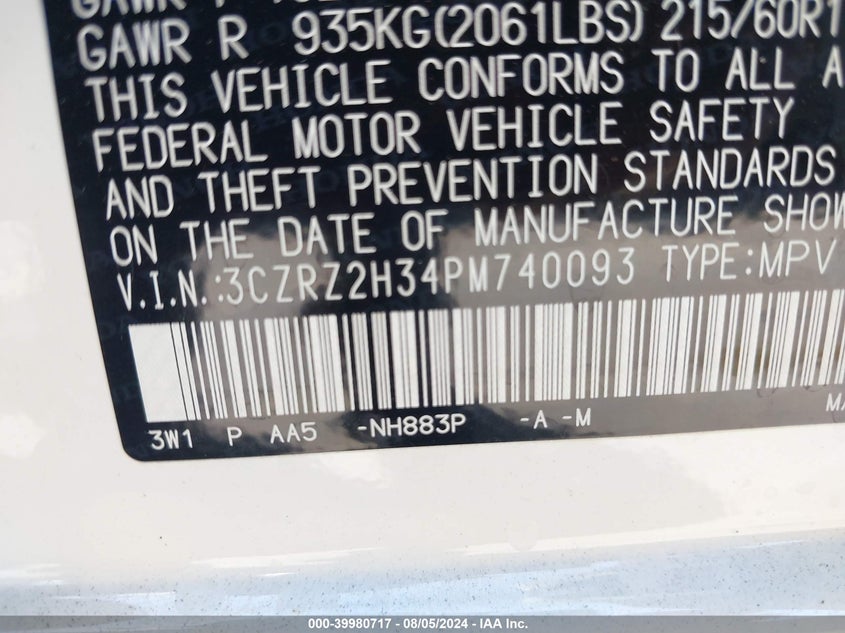 GAWR R 935KG(2061LBS) 215/60R1
THIS VEHICLE CONFORMS TO ALL A
FEDERAL MOTOR VEHICLE SAFETY
AND THEFT PREVENTION STANDARDS
ON THE DATE OF MANUFACTURE SHOW
V.I.N.:3CZRZ2H34PM740093 TYPE:MPV
3W1 P AA5 -NH883P -A -M MA
000-39980717 - 08/05/2024 - IAA Inc.